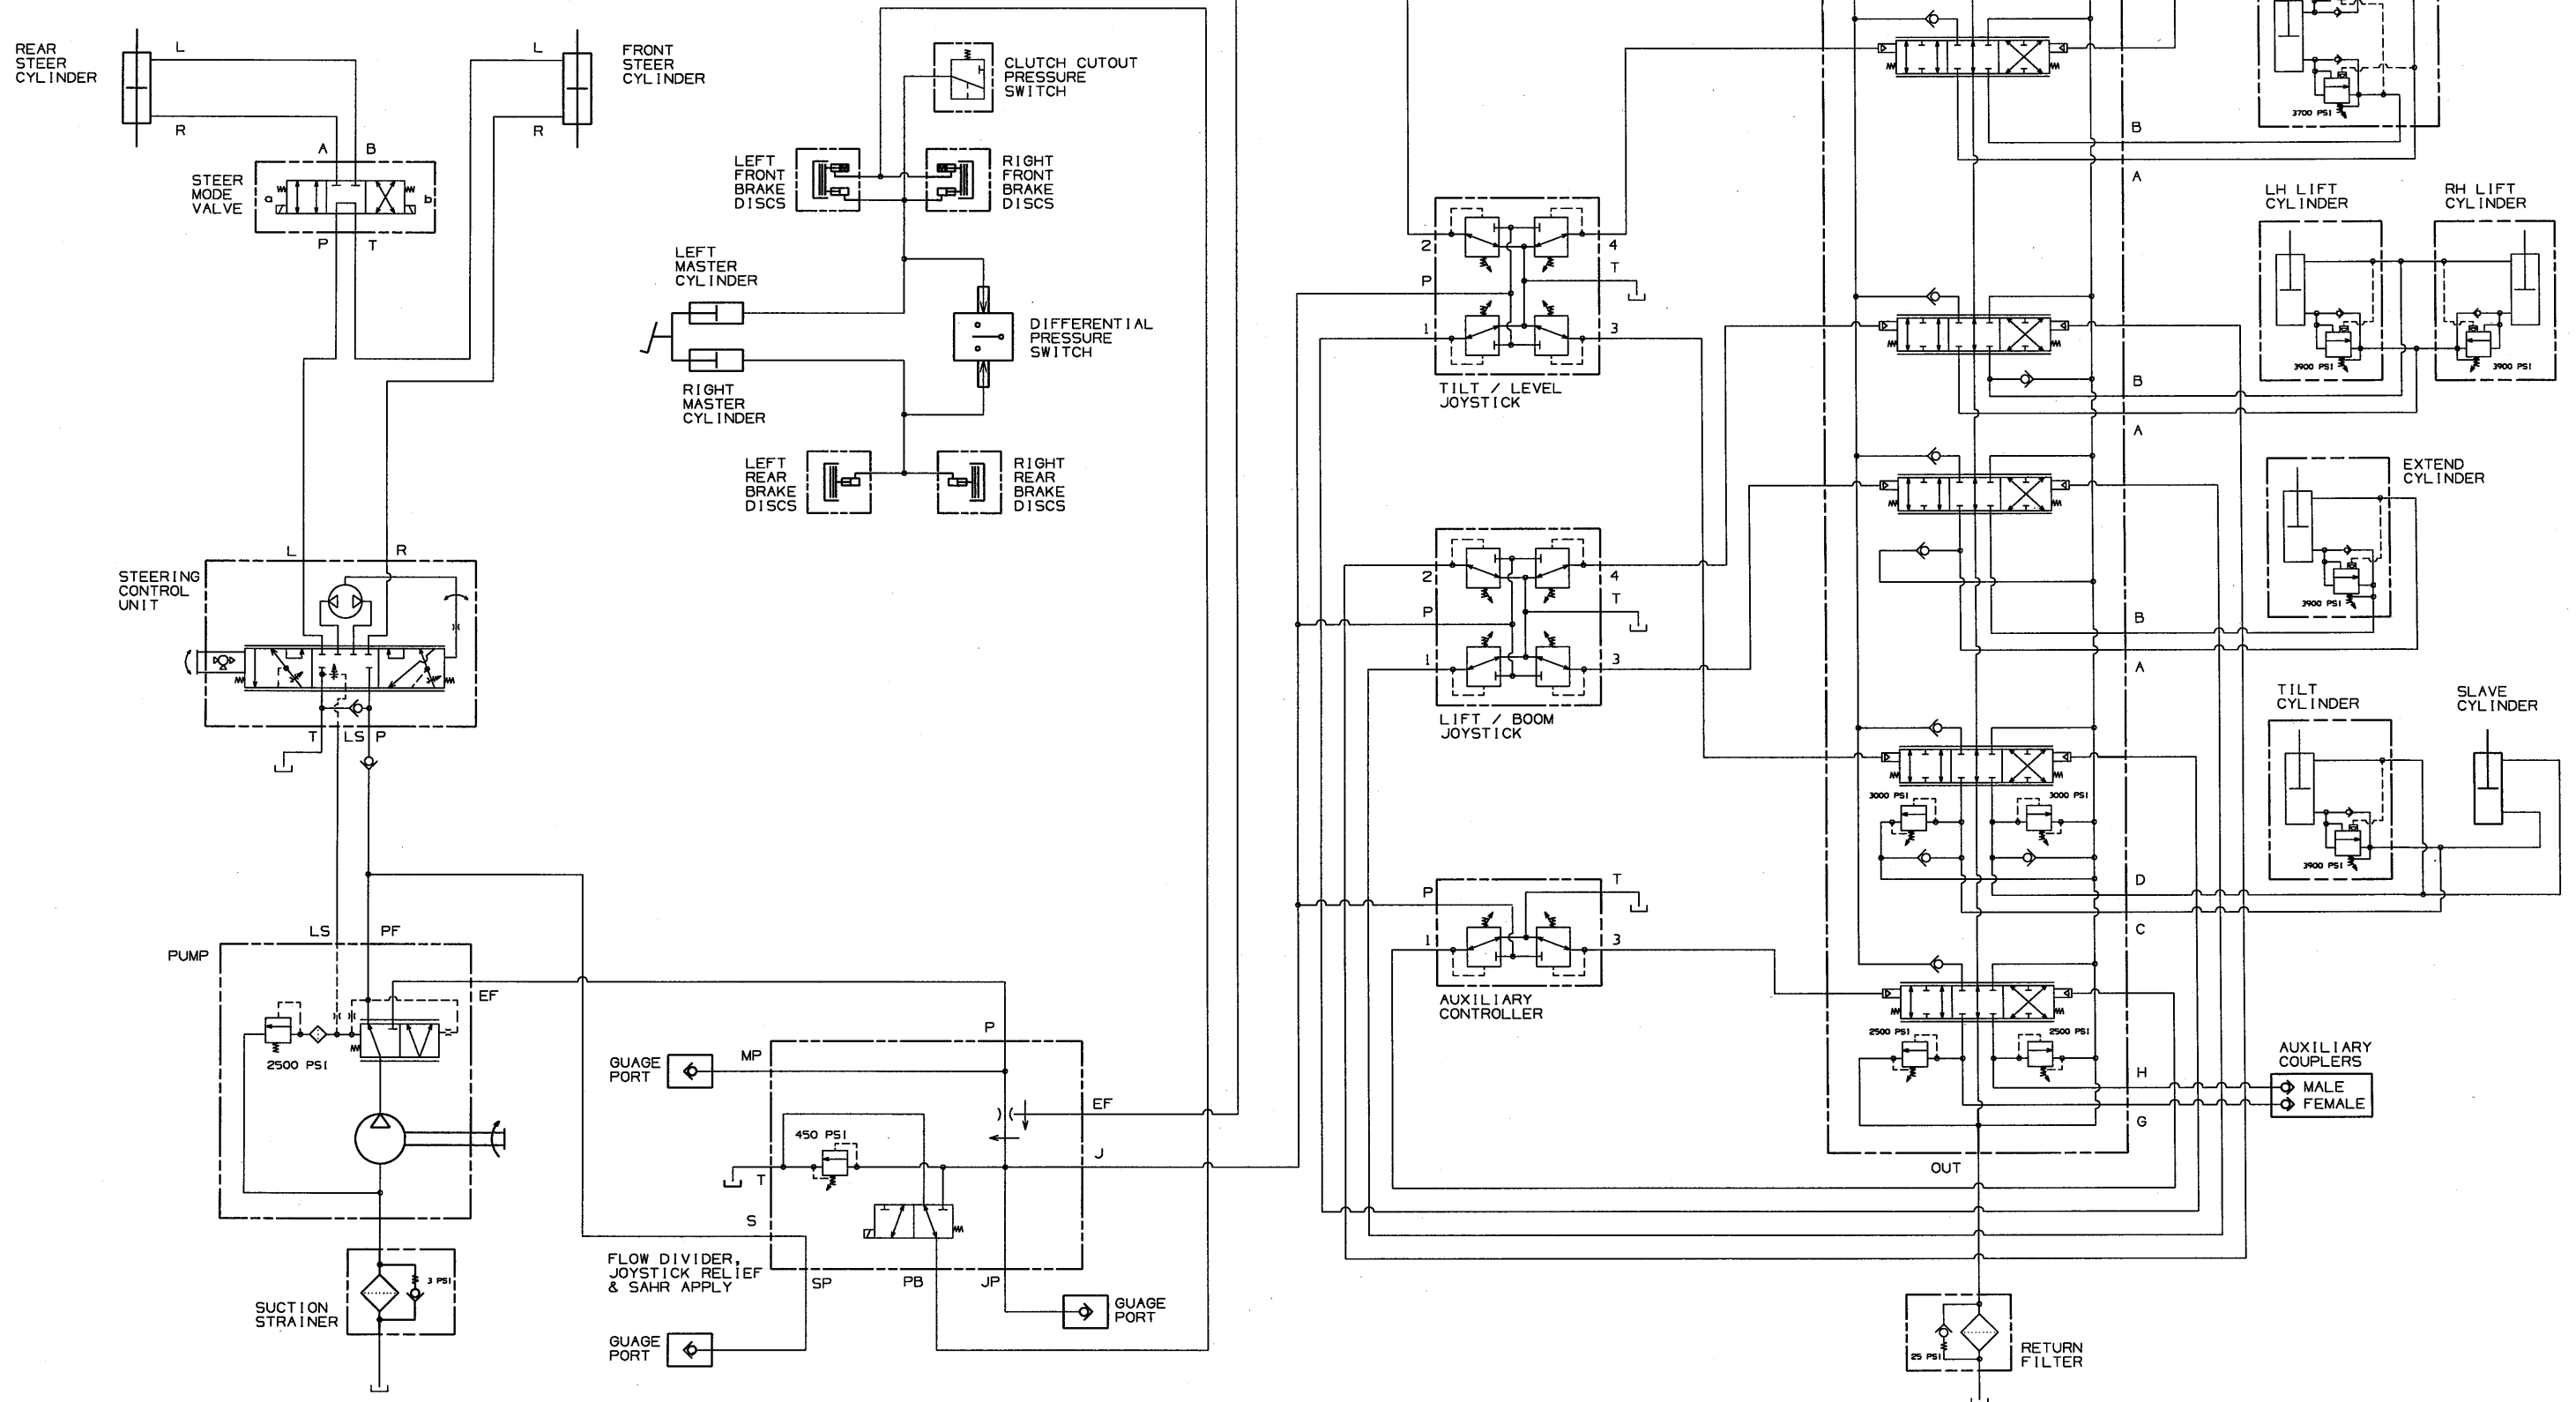 REAR
STEER
CYLINDER
L
R
L
R
FRONT
STEER
CYLINDER
A
B
STEER
MODE
VALVE
a
b
P
T
CLUTCH CUTOUT
PRESSURE
SWITCH
LEFT
FRONT
BRAKE
DISCS
RIGHT
FRONT
BRAKE
DISCS
LEFT
MASTER
CYLINDER
DIFFERENTIAL
PRESSURE
SWITCH
RIGHT
MASTER
CYLINDER
LEFT
REAR
BRAKE
DISCS
RIGHT
REAR
BRAKE
DISCS
L
R
STEERING
CONTROL
UNIT
T
LS
P
LS
PF
PUMP
EF
2500 PSI
SUCTION
STRAINER
3 PSI
P
MP
GUAGE
PORT
EF
450 PSI
J
T
S
FLOW DIVIDER,
JOYSTICK RELIEF
& SAHR APPLY
SP
PB
JP
GUAGE
PORT
GUAGE
PORT
2
4
T
P
1
3
TILT / LEVEL
JOYSTICK
2
4
T
P
1
3
LIFT / BOOM
JOYSTICK
P
T
1
3
AUXILIARY
CONTROLLER
3700 PSI
B
A
LH LIFT
CYLINDER
RH LIFT
CYLINDER
3900 PSI
3900 PSI
B
A
EXTEND
CYLINDER
3900 PSI
B
A
TILT
CYLINDER
SLAVE
CYLINDER
3000 PSI
3000 PSI
3900 PSI
D
C
2500 PSI
2500 PSI
AUXILIARY
COUPLERS
H
MALE
FEMALE
G
OUT
25 PSI
RETURN
FILTER